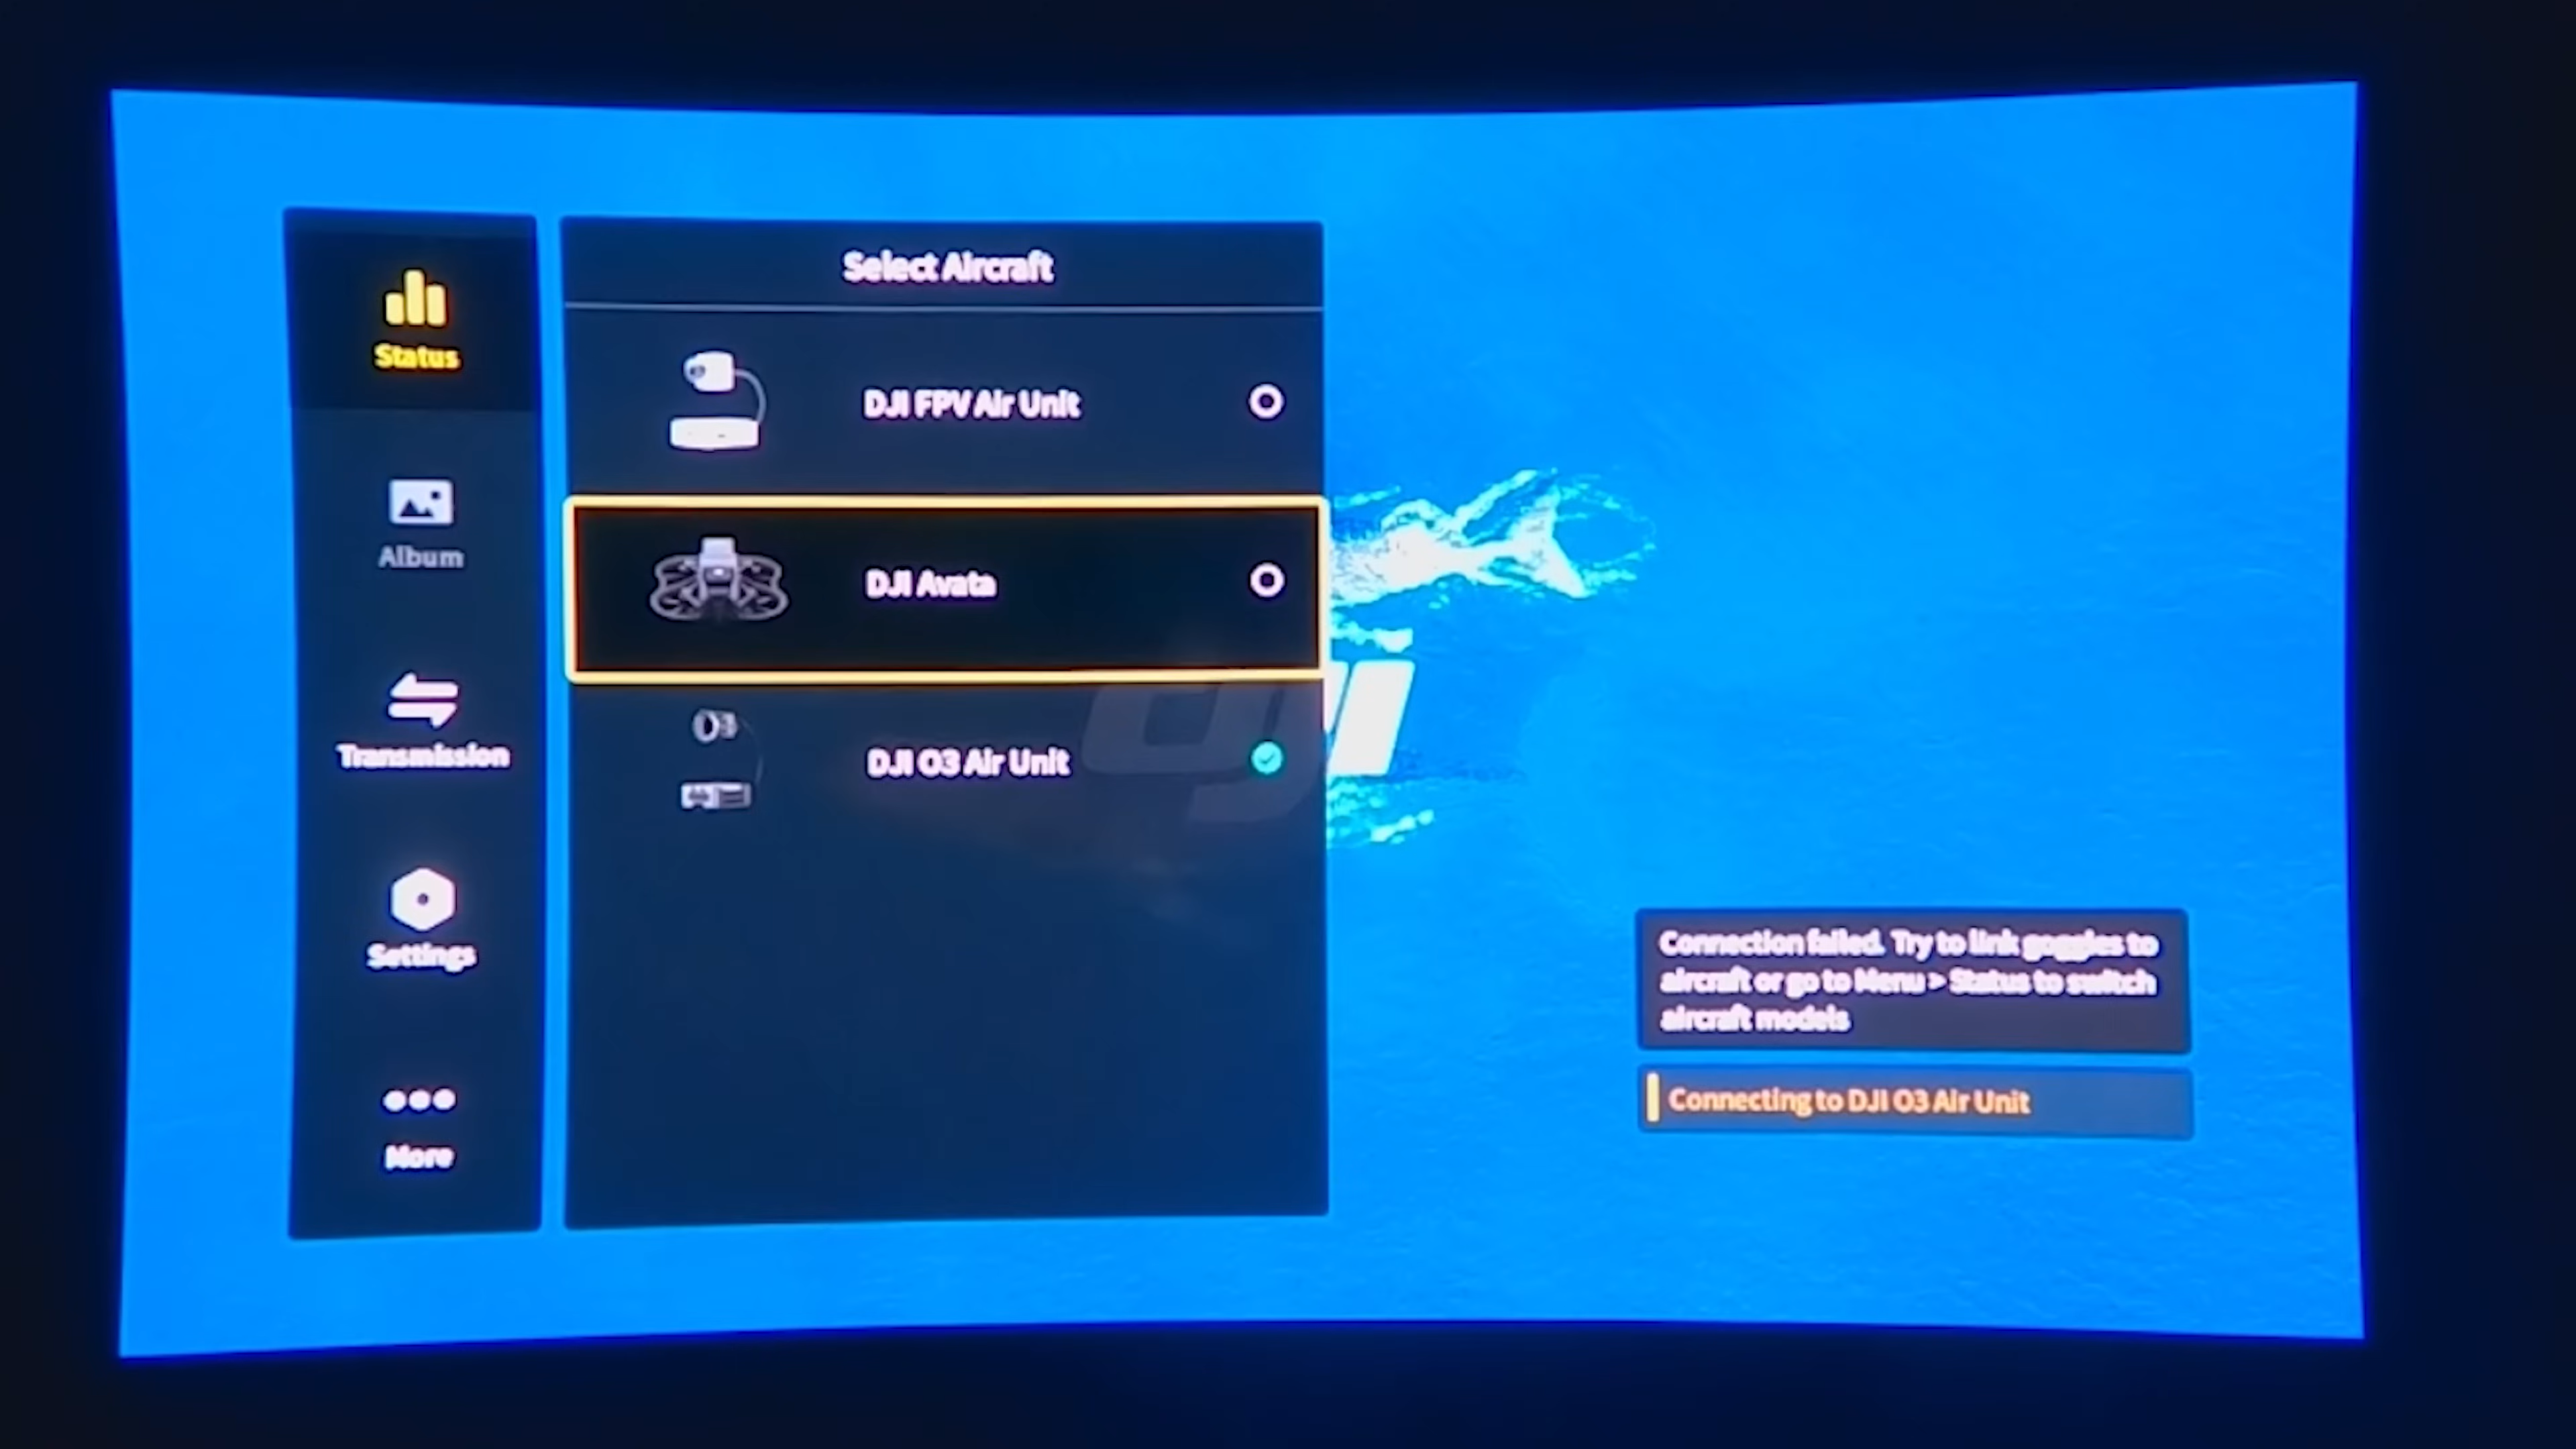 Select Aircraft
Status
DJI FPV Air Unit
Album
DJI Avata
Transmission
DJI O3 Air Unit
Settings
More
Connection failed. Try to link goggles to
aircraft or go to Menu > Status to switch
aircraft models
Connecting to DJI O3 Air Unit
dji